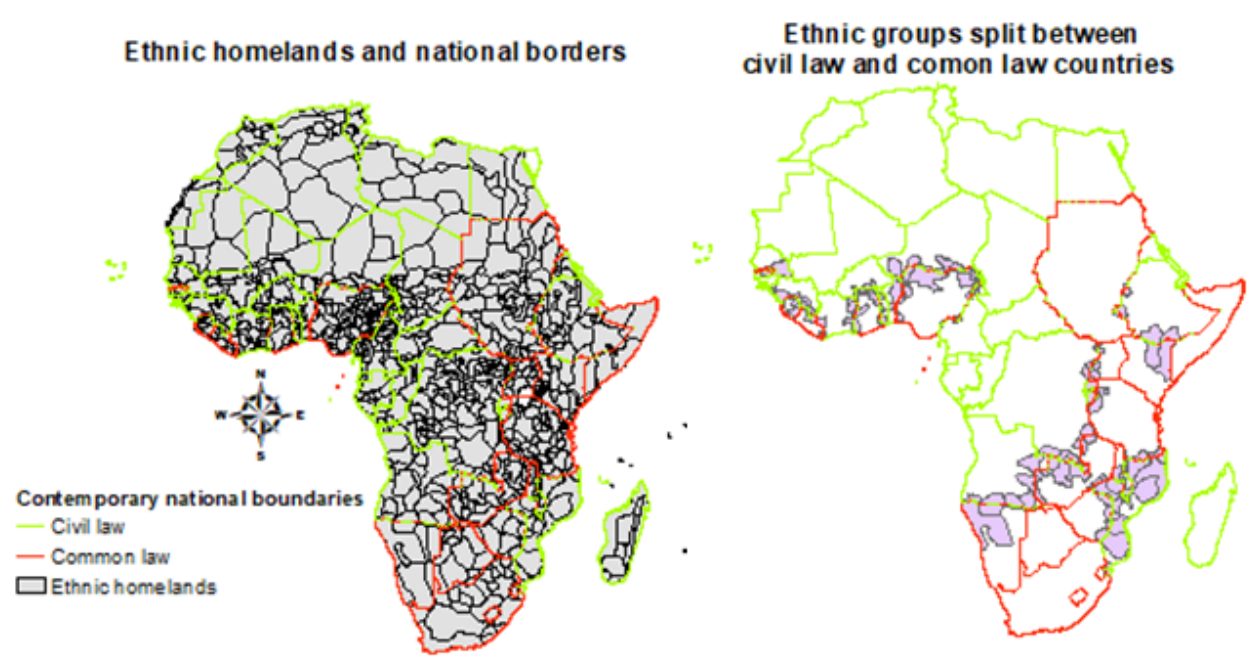 Ethnic homelands and national borders
Ethnic groups split between
civil law and comon law countries
N
W
E
S
Contemporary national boundaries
Civil law
Common law
Ethnic homelands